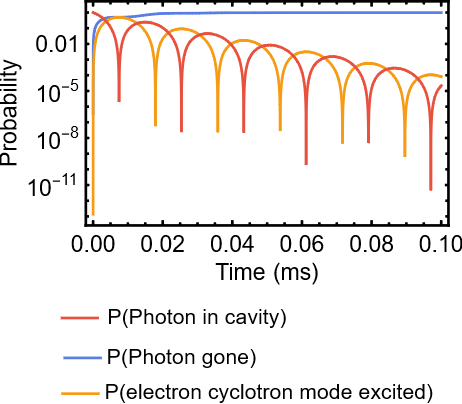 Probability
0.01
10⁻⁵
10⁻⁸
10⁻¹¹
0.00 0.02 0.04 0.06 0.08 0.10
Time (ms)
P(Photon in cavity)
P(Photon gone)
P(electron cyclotron mode excited)